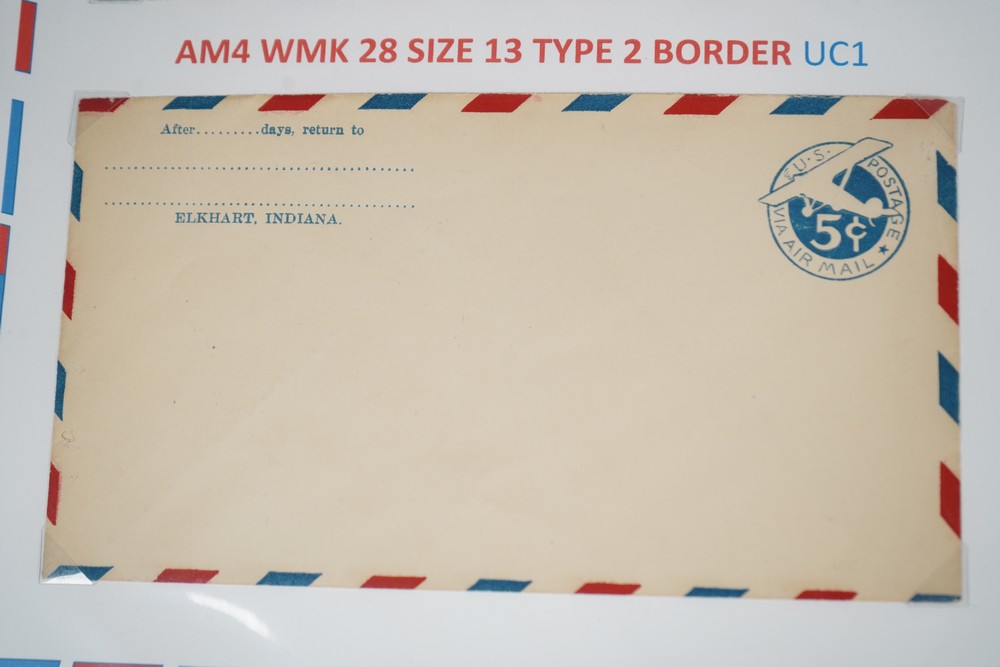 AM4 WMK 28 SIZE 13 TYPE 2 BORDER UC1
After.........days, return to
ELKHART, INDIANA.
U.S. POSTAGE
5¢
VIA AIR MAIL